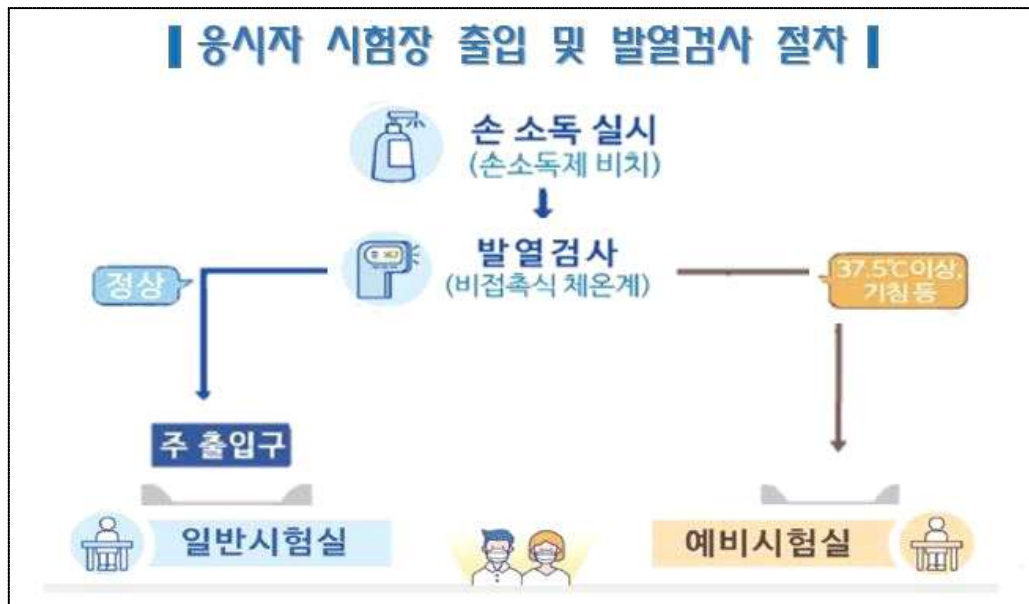 응시자 시험장 출입 및 발열검사 절차
손 소독 실시
(손소독제 비치)
발열검사
(비접촉식 체온계)
정상
37.5℃이상,
기침 등
주 출입구
일반시험실
예비시험실